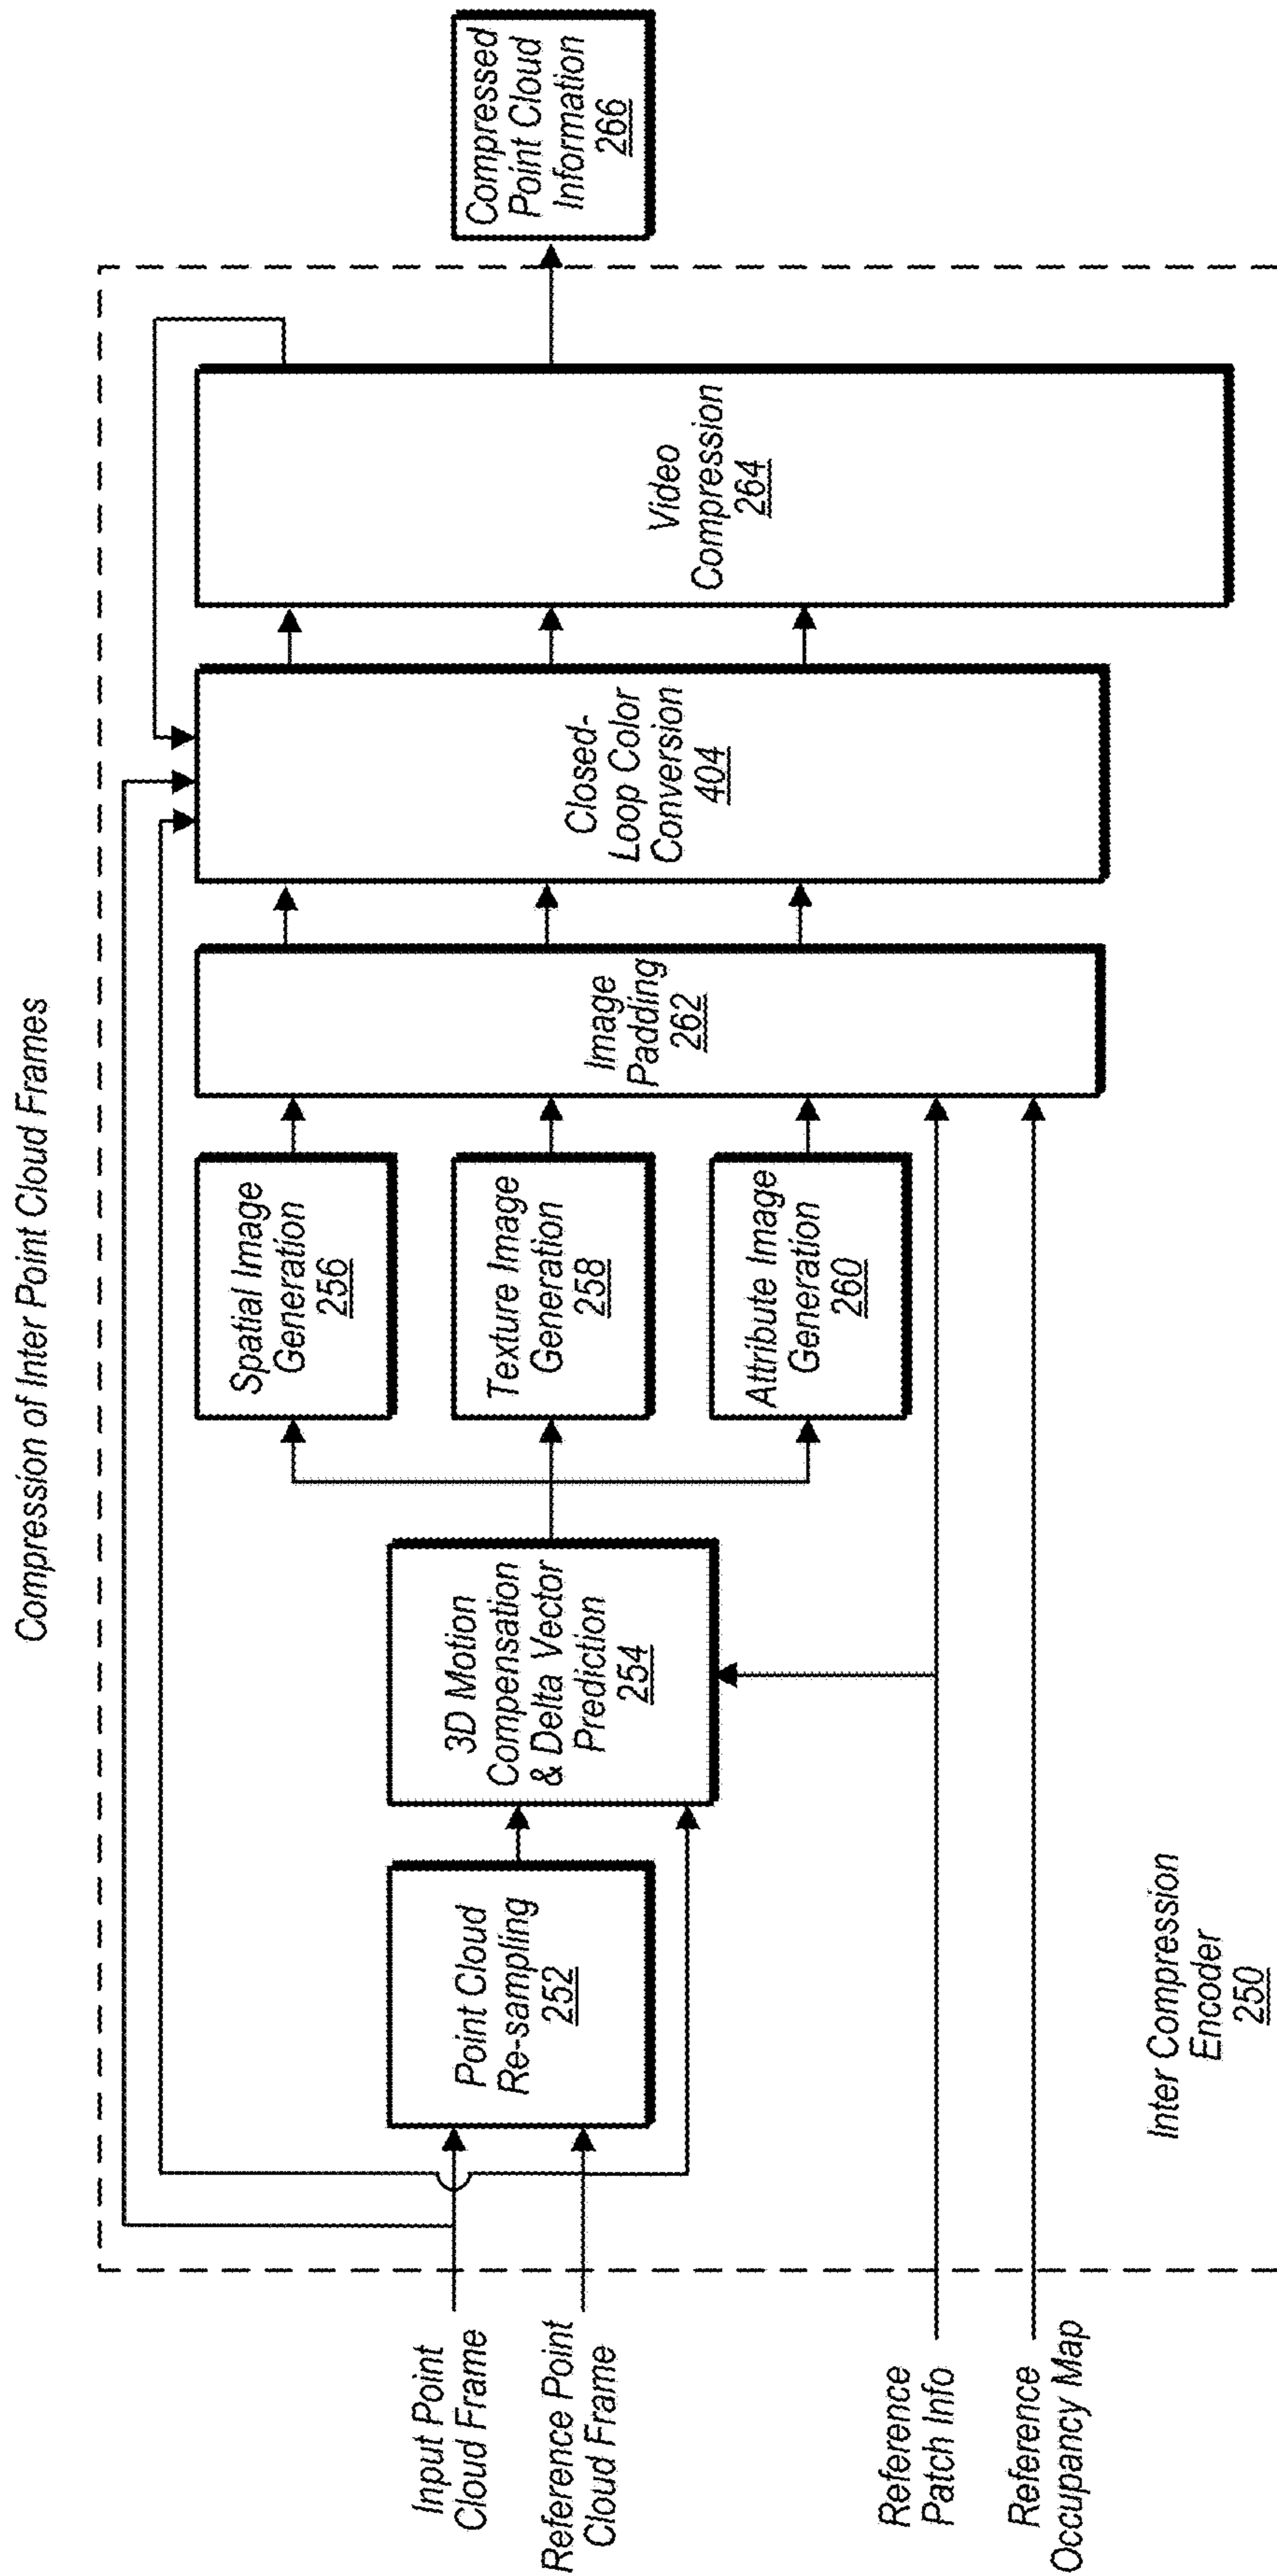 Compression of Inter Point Cloud Frames
Input Point
Cloud Frame
Reference Point
Cloud Frame
Reference
Patch Info
Reference
Occupancy Map
Point Cloud
Re-sampling
252
3D Motion
Compensation
& Delta Vector
Prediction
254
Spatial Image
Generation
256
Texture Image
Generation
258
Attribute Image
Generation
260
Image
Padding
262
Closed-
Loop Color
Conversion
404
Video
Compression
264
Compressed
Point Cloud
Information
266
Inter Compression
Encoder
250